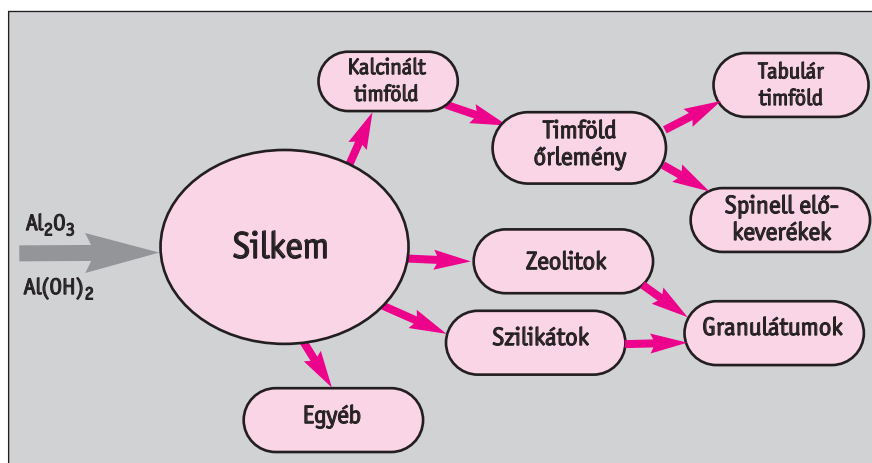 Kalcinált
timföld
Tabulár
timföld
Timföld
őrlemény
Spinell elő-
keverékek
Al₂O₃
Al(OH)₂
Silkem
Zeolitok
Szilikátok
Granulátumok
Egyéb